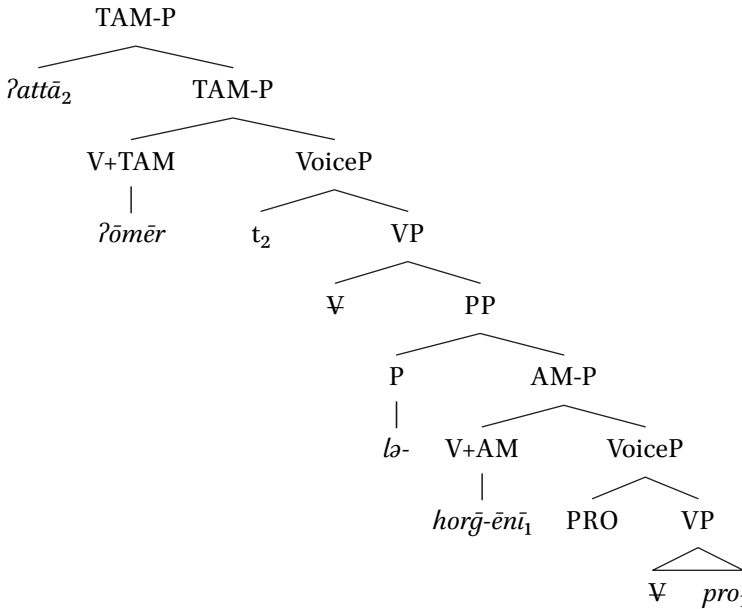 TAM-P
ʔattā₂ TAM-P
V+TAM VoiceP
ʔōmēr t₂ VP
V̶ PP
P AM-P
lə- V+AM VoiceP
horḡ-ēnī₁ PRO VP
V̶ pro